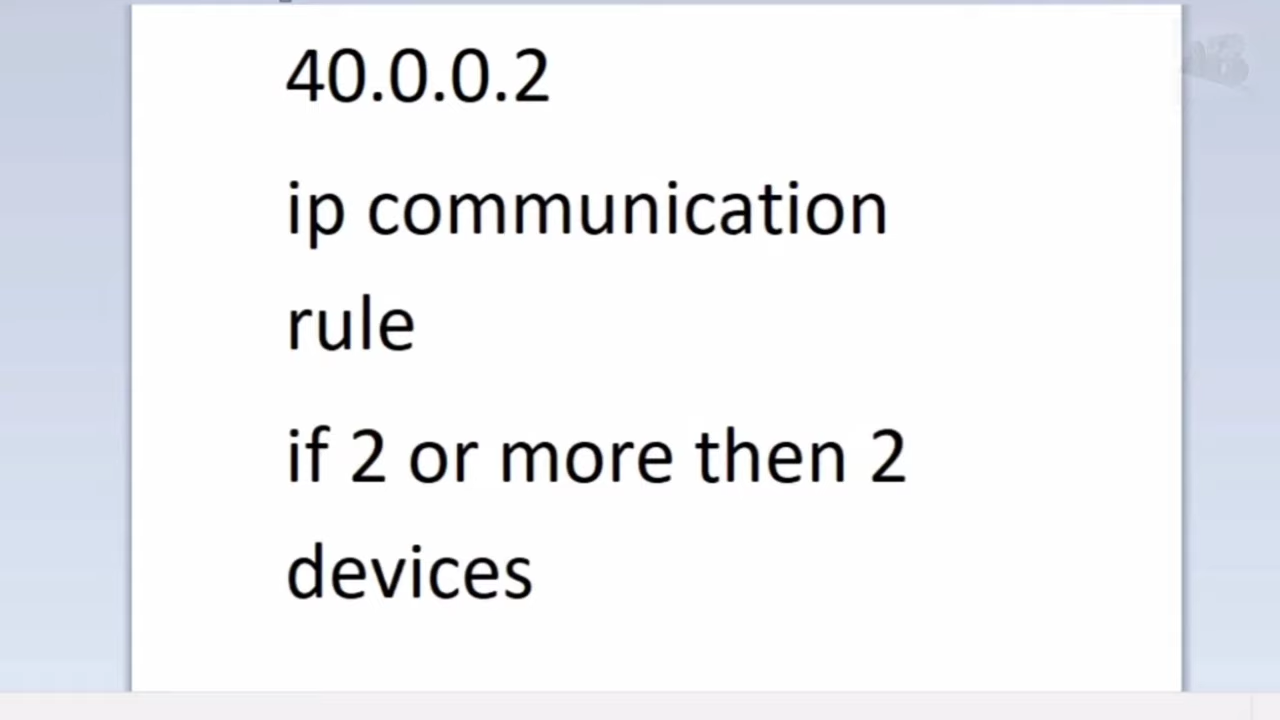 40.0.0.2
ip communication
rule
if 2 or more then 2
devices